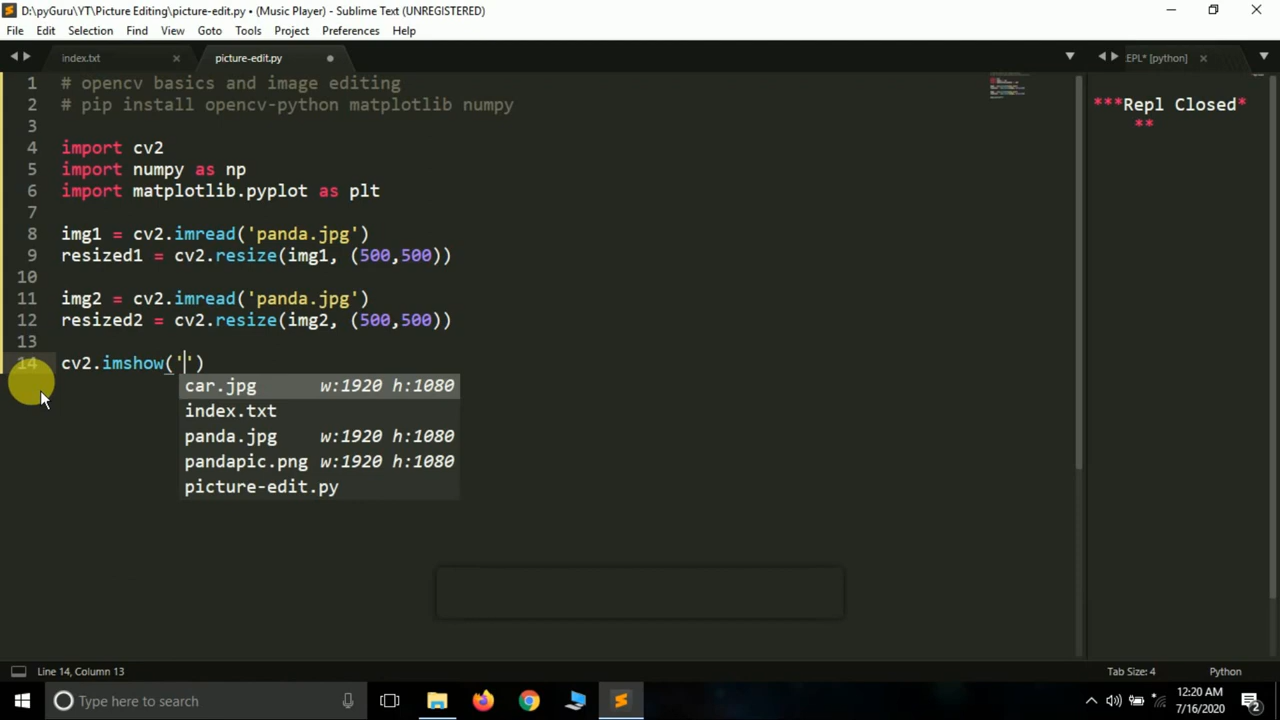 D:\pyGuru\YT\Picture Editing\picture-edit.py • (Music Player) - Sublime Text (UNREGISTERED)
File Edit Selection Find View Goto Tools Project Preferences Help
index.txt picture-edit.py EPL* [python]
1 # opencv basics and image editing
2 # pip install opencv-python matplotlib numpy
3
4 import cv2
5 import numpy as np
6 import matplotlib.pyplot as plt
7
8 img1 = cv2.imread('panda.jpg')
9 resized1 = cv2.resize(img1, (500,500))
10
11 img2 = cv2.imread('panda.jpg')
12 resized2 = cv2.resize(img2, (500,500))
13
14 cv2.imshow('')
car.jpg w:1920 h:1080
index.txt
panda.jpg w:1920 h:1080
pandapic.png w:1920 h:1080
picture-edit.py
***Repl Closed*
**
Line 14, Column 13 Tab Size: 4 Python
Type here to search
12:20 AM
7/16/2020
2